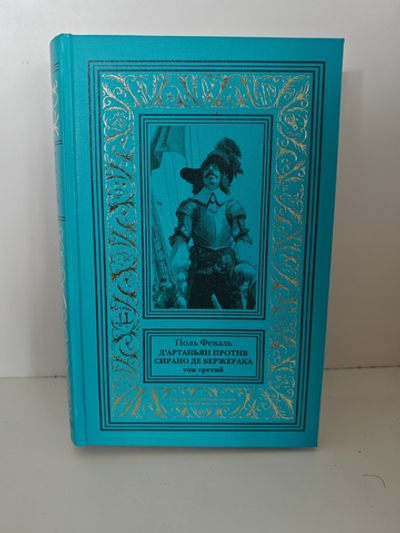 Поль Феваль
Д'АРТАНЬЯН ПРОТИВ
СИРАНО ДЕ БЕРЖЕРАКА
том третий